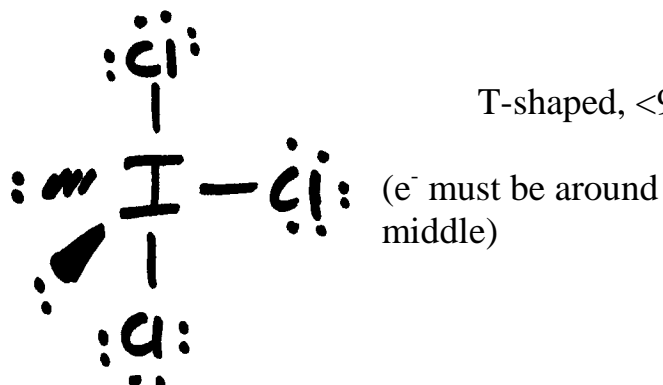 Cl
T-shaped, <9
I Cl
(e⁻ must be around
middle)
Cl